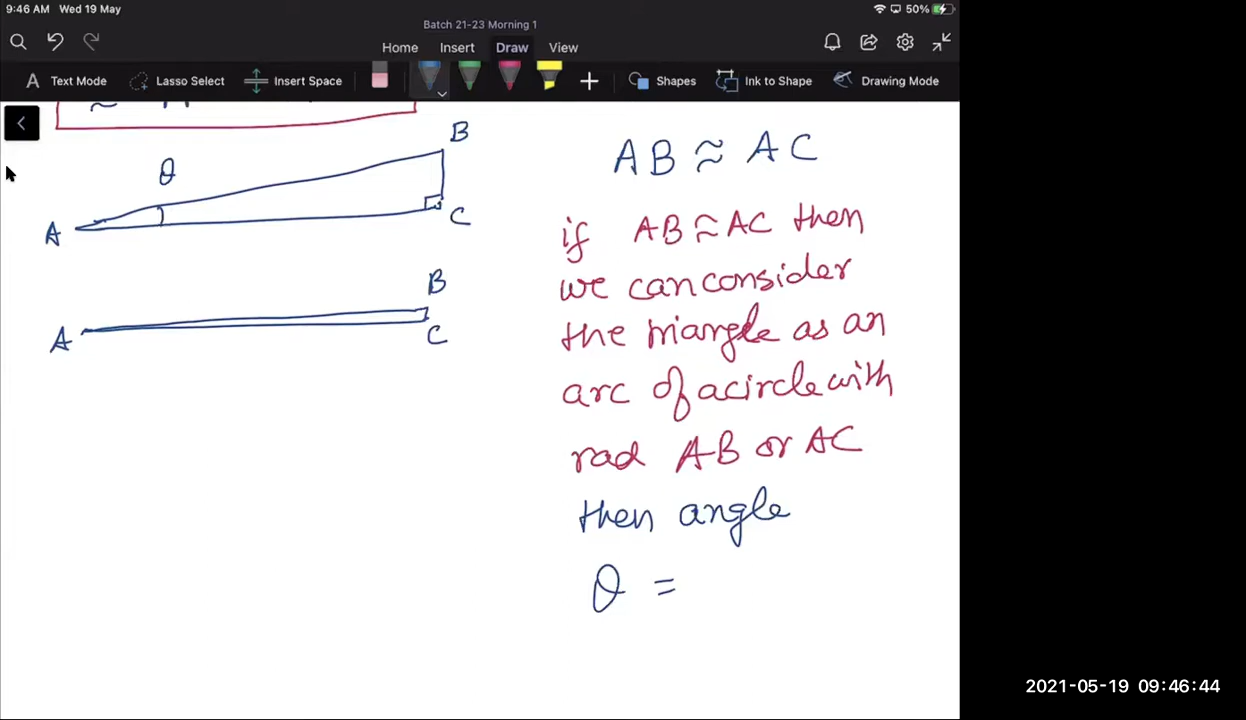 9:46 AM Wed 19 May
50%
Batch 21-23 Morning 1
Home Insert Draw View
Text Mode Lasso Select Insert Space Shapes Ink to Shape Drawing Mode
θ
B
A
C
B
A
C
AB ≈ AC
if AB ≈ AC then
we can consider
the triangle as an
arc of a circle with
rad AB or AC
then angle
θ =
2021-05-19 09:46:44